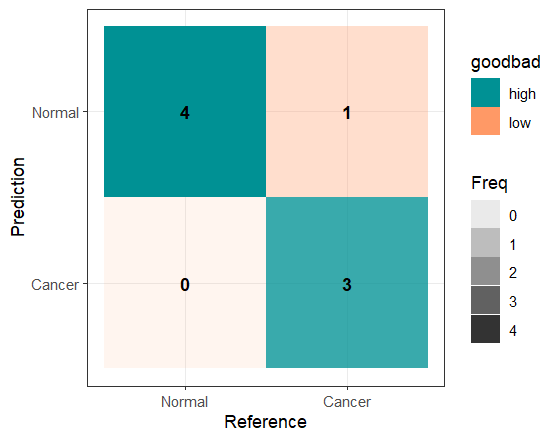 Normal
Cancer
Prediction
4
1
0
3
Normal
Cancer
Reference
goodbad
high
low
Freq
0
1
2
3
4